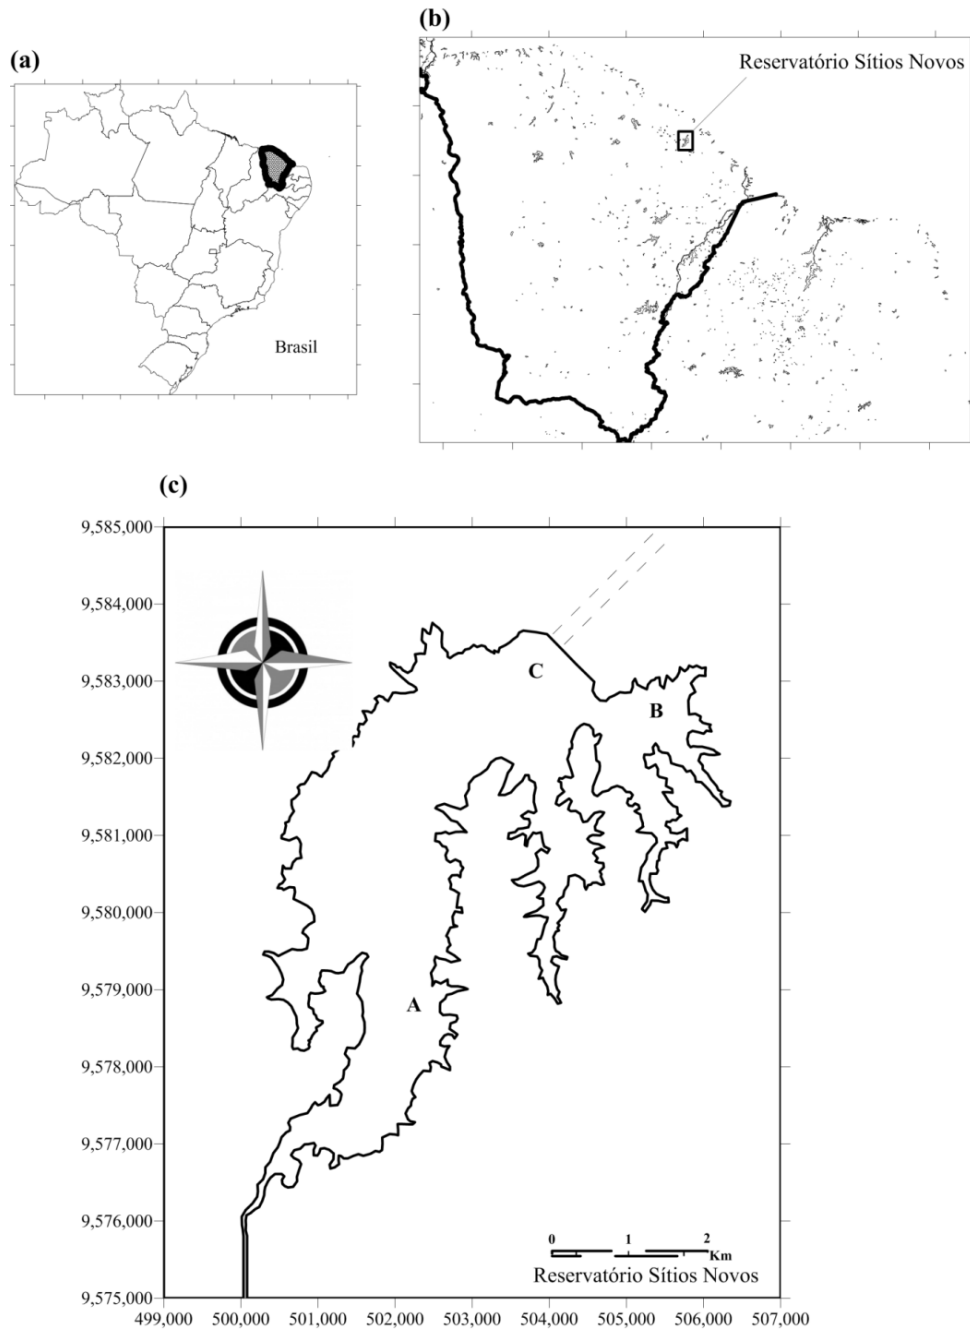 (a)
Brasil
(b)
Reservatório Sítios Novos
(c)
9,585,000
9,584,000
9,583,000
9,582,000
9,581,000
9,580,000
9,579,000
9,578,000
9,577,000
9,576,000
9,575,000
C
B
A
0 1 2
Km
Reservatório Sítios Novos
499,000 500,000 501,000 502,000 503,000 504,000 505,000 506,000 507,000